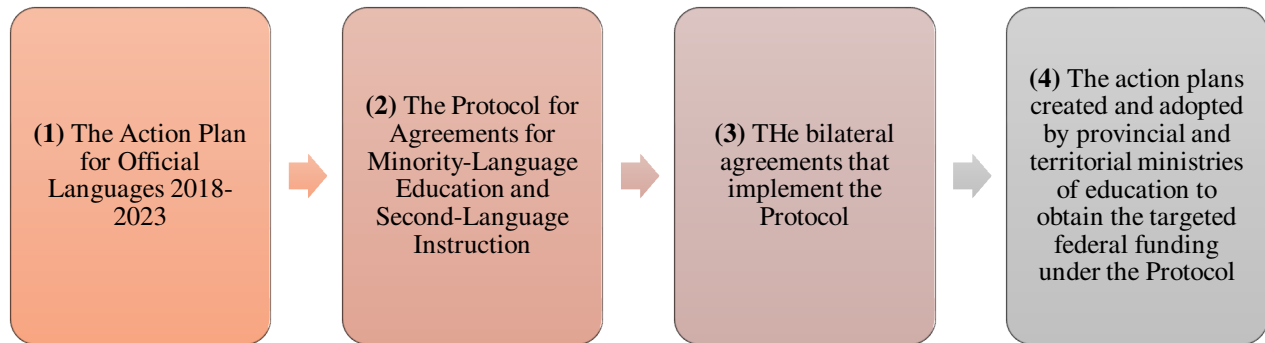 (1) The Action Plan
for Official
Languages 2018-
2023
(2) The Protocol for
Agreements for
Minority-Language
Education and
Second-Language
Instruction
(3) THe bilateral
agreements that
implement the
Protocol
(4) The action plans
created and adopted
by provincial and
territorial ministries
of education to
obtain the targeted
federal funding
under the Protocol